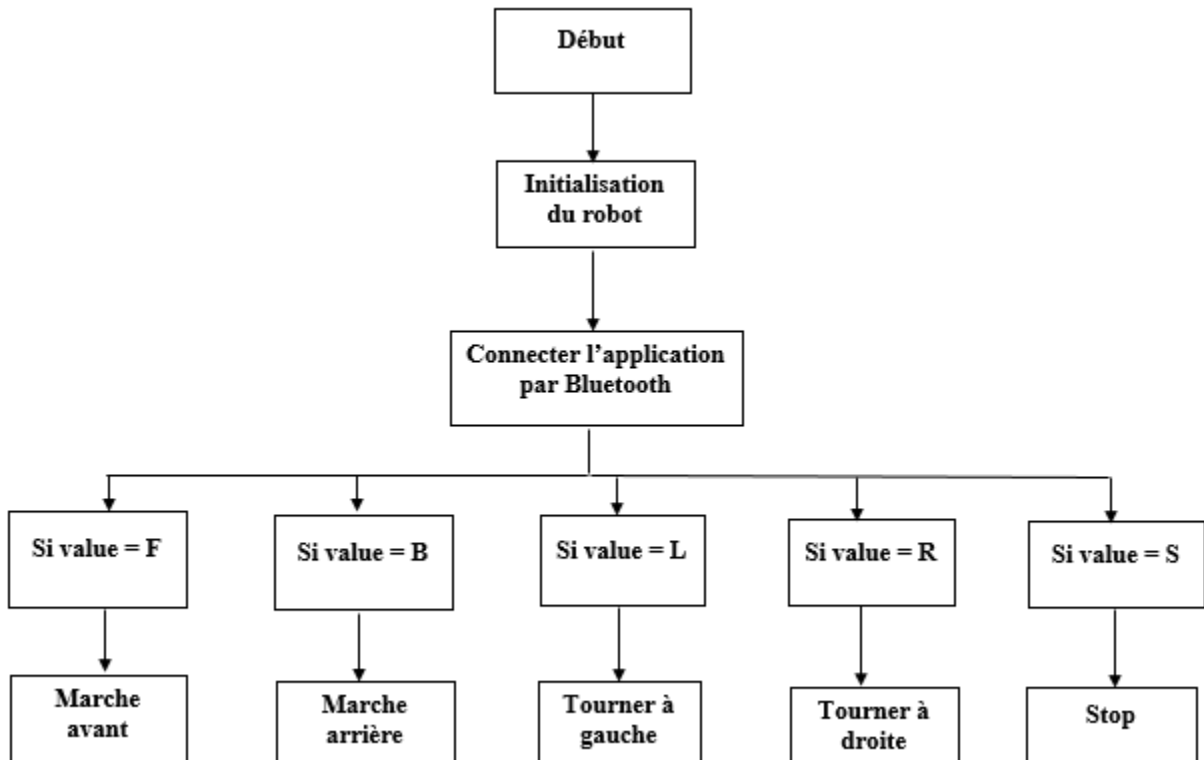 Début
Initialisation
du robot
Connecter l’application
par Bluetooth
Si value = F
Si value = B
Si value = L
Si value = R
Si value = S
Marche
avant
Marche
arrière
Tourner à
gauche
Tourner à
droite
Stop